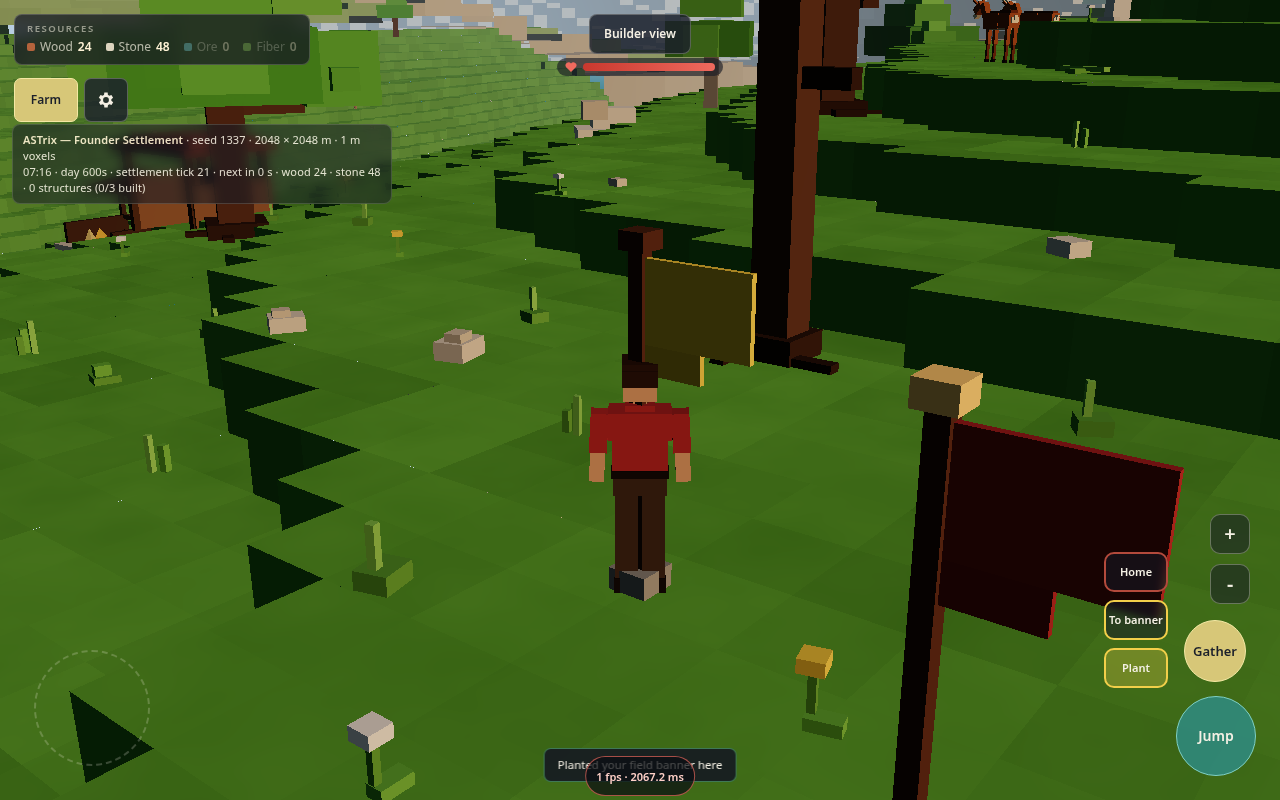 RESOURCES
Wood 24 Stone 48 Ore 0 Fiber 0
Builder view
Farm
ASTrix — Founder Settlement · seed 1337 · 2048 × 2048 m · 1 m
voxels
07:16 · day 600s · settlement tick 21 · next in 0 s · wood 24 · stone 48
· 0 structures (0/3 built)
+
-
Home
To banner
Gather
Plant
Jump
Planted your field banner here
1 fps · 2067.2 ms